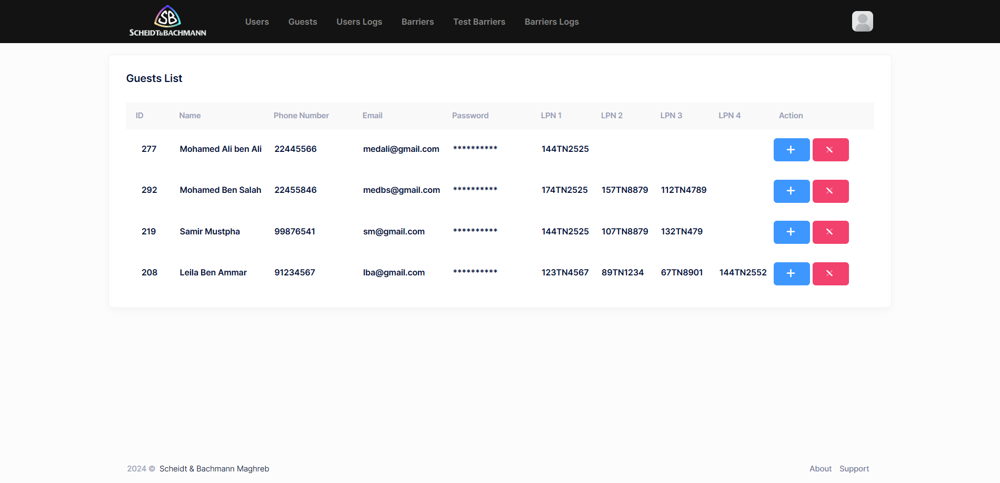 SB
SCHEIDT&BACHMANN
Users Guests Users Logs Barriers Test Barriers Barriers Logs
Guests List
ID Name Phone Number Email Password LPN 1 LPN 2 LPN 3 LPN 4 Action
277 Mohamed Ali ben Ali 22445566 medali@gmail.com ********** 144TN2525
292 Mohamed Ben Salah 22455846 medbs@gmail.com ********** 174TN2525 157TN8879 112TN4789
219 Samir Mustpha 99876541 sm@gmail.com ********** 144TN2525 107TN8879 132TN479
208 Leila Ben Ammar 91234567 lba@gmail.com ********** 123TN4567 89TN1234 67TN8901 144TN2552
2024 © Scheidt & Bachmann Maghreb About Support